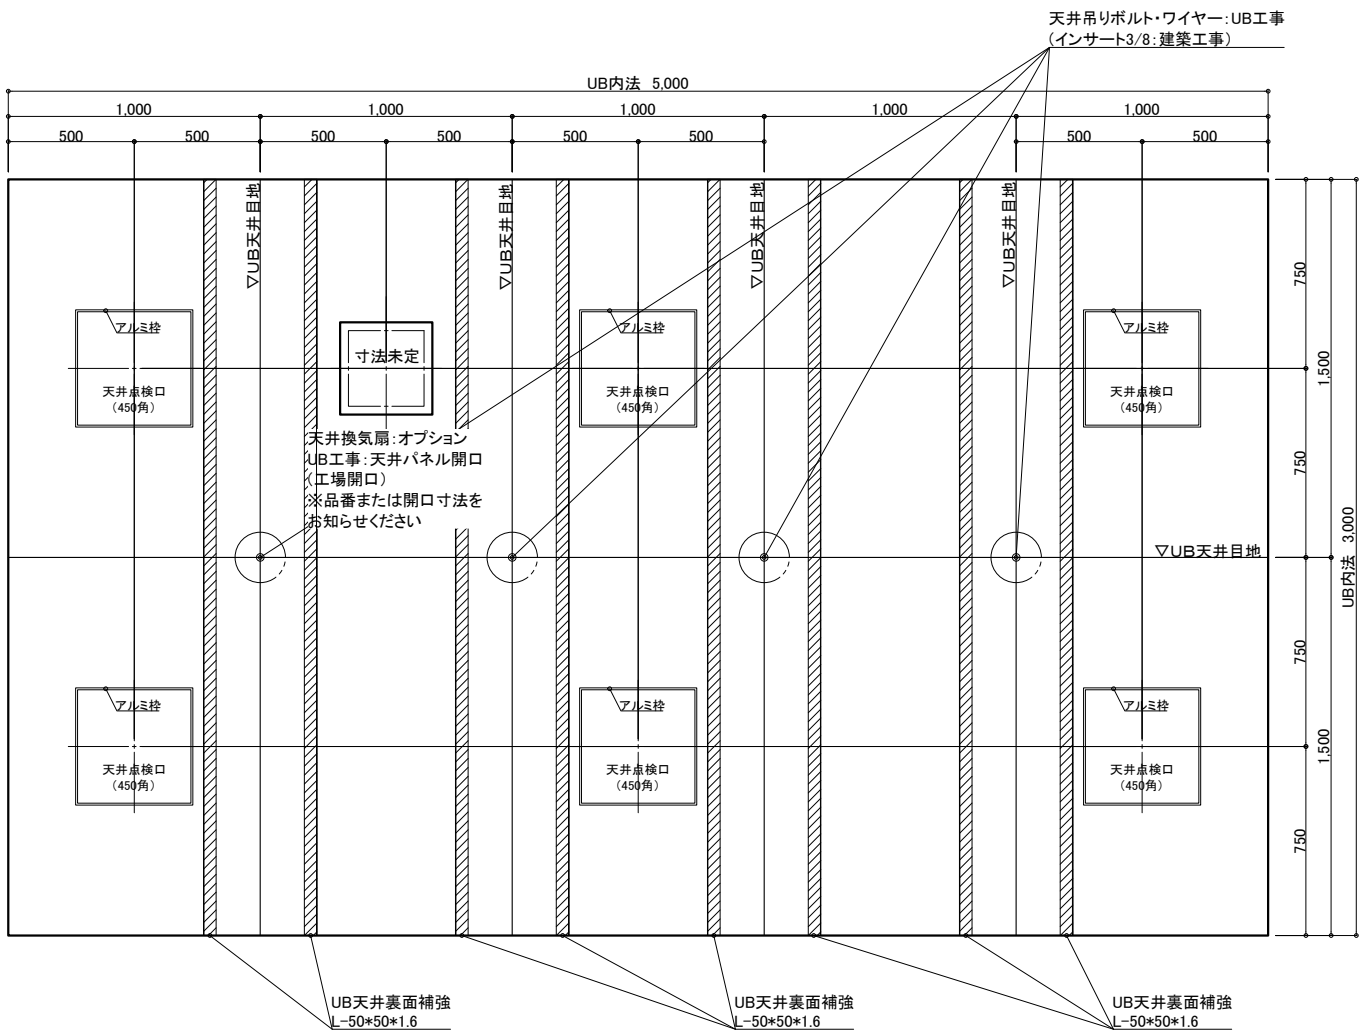 天井吊りボルト・ワイヤー：UB工事
(インサート3/8：建築工事)
UB内法 5,000
1,000
1,000
1,000
1,000
1,000
500
500
500
500
500
500
500
500
▽UB天井目地
▽UB天井目地
▽UB天井目地
▽UB天井目地
750
アルミ枠
寸法未定
アルミ枠
アルミ枠
1,500
天井点検口
(450角)
天井点検口
(450角)
天井点検口
(450角)
天井換気扇：オプション
UB工事：天井パネル開口
(工場開口)
※品番または開口寸法を
お知らせください
750
▽UB天井目地
UB内法 3,000
750
アルミ枠
アルミ枠
アルミ枠
1,500
天井点検口
(450角)
天井点検口
(450角)
天井点検口
(450角)
750
UB天井裏面補強
L-50*50*1.6
UB天井裏面補強
L-50*50*1.6
UB天井裏面補強
L-50*50*1.6